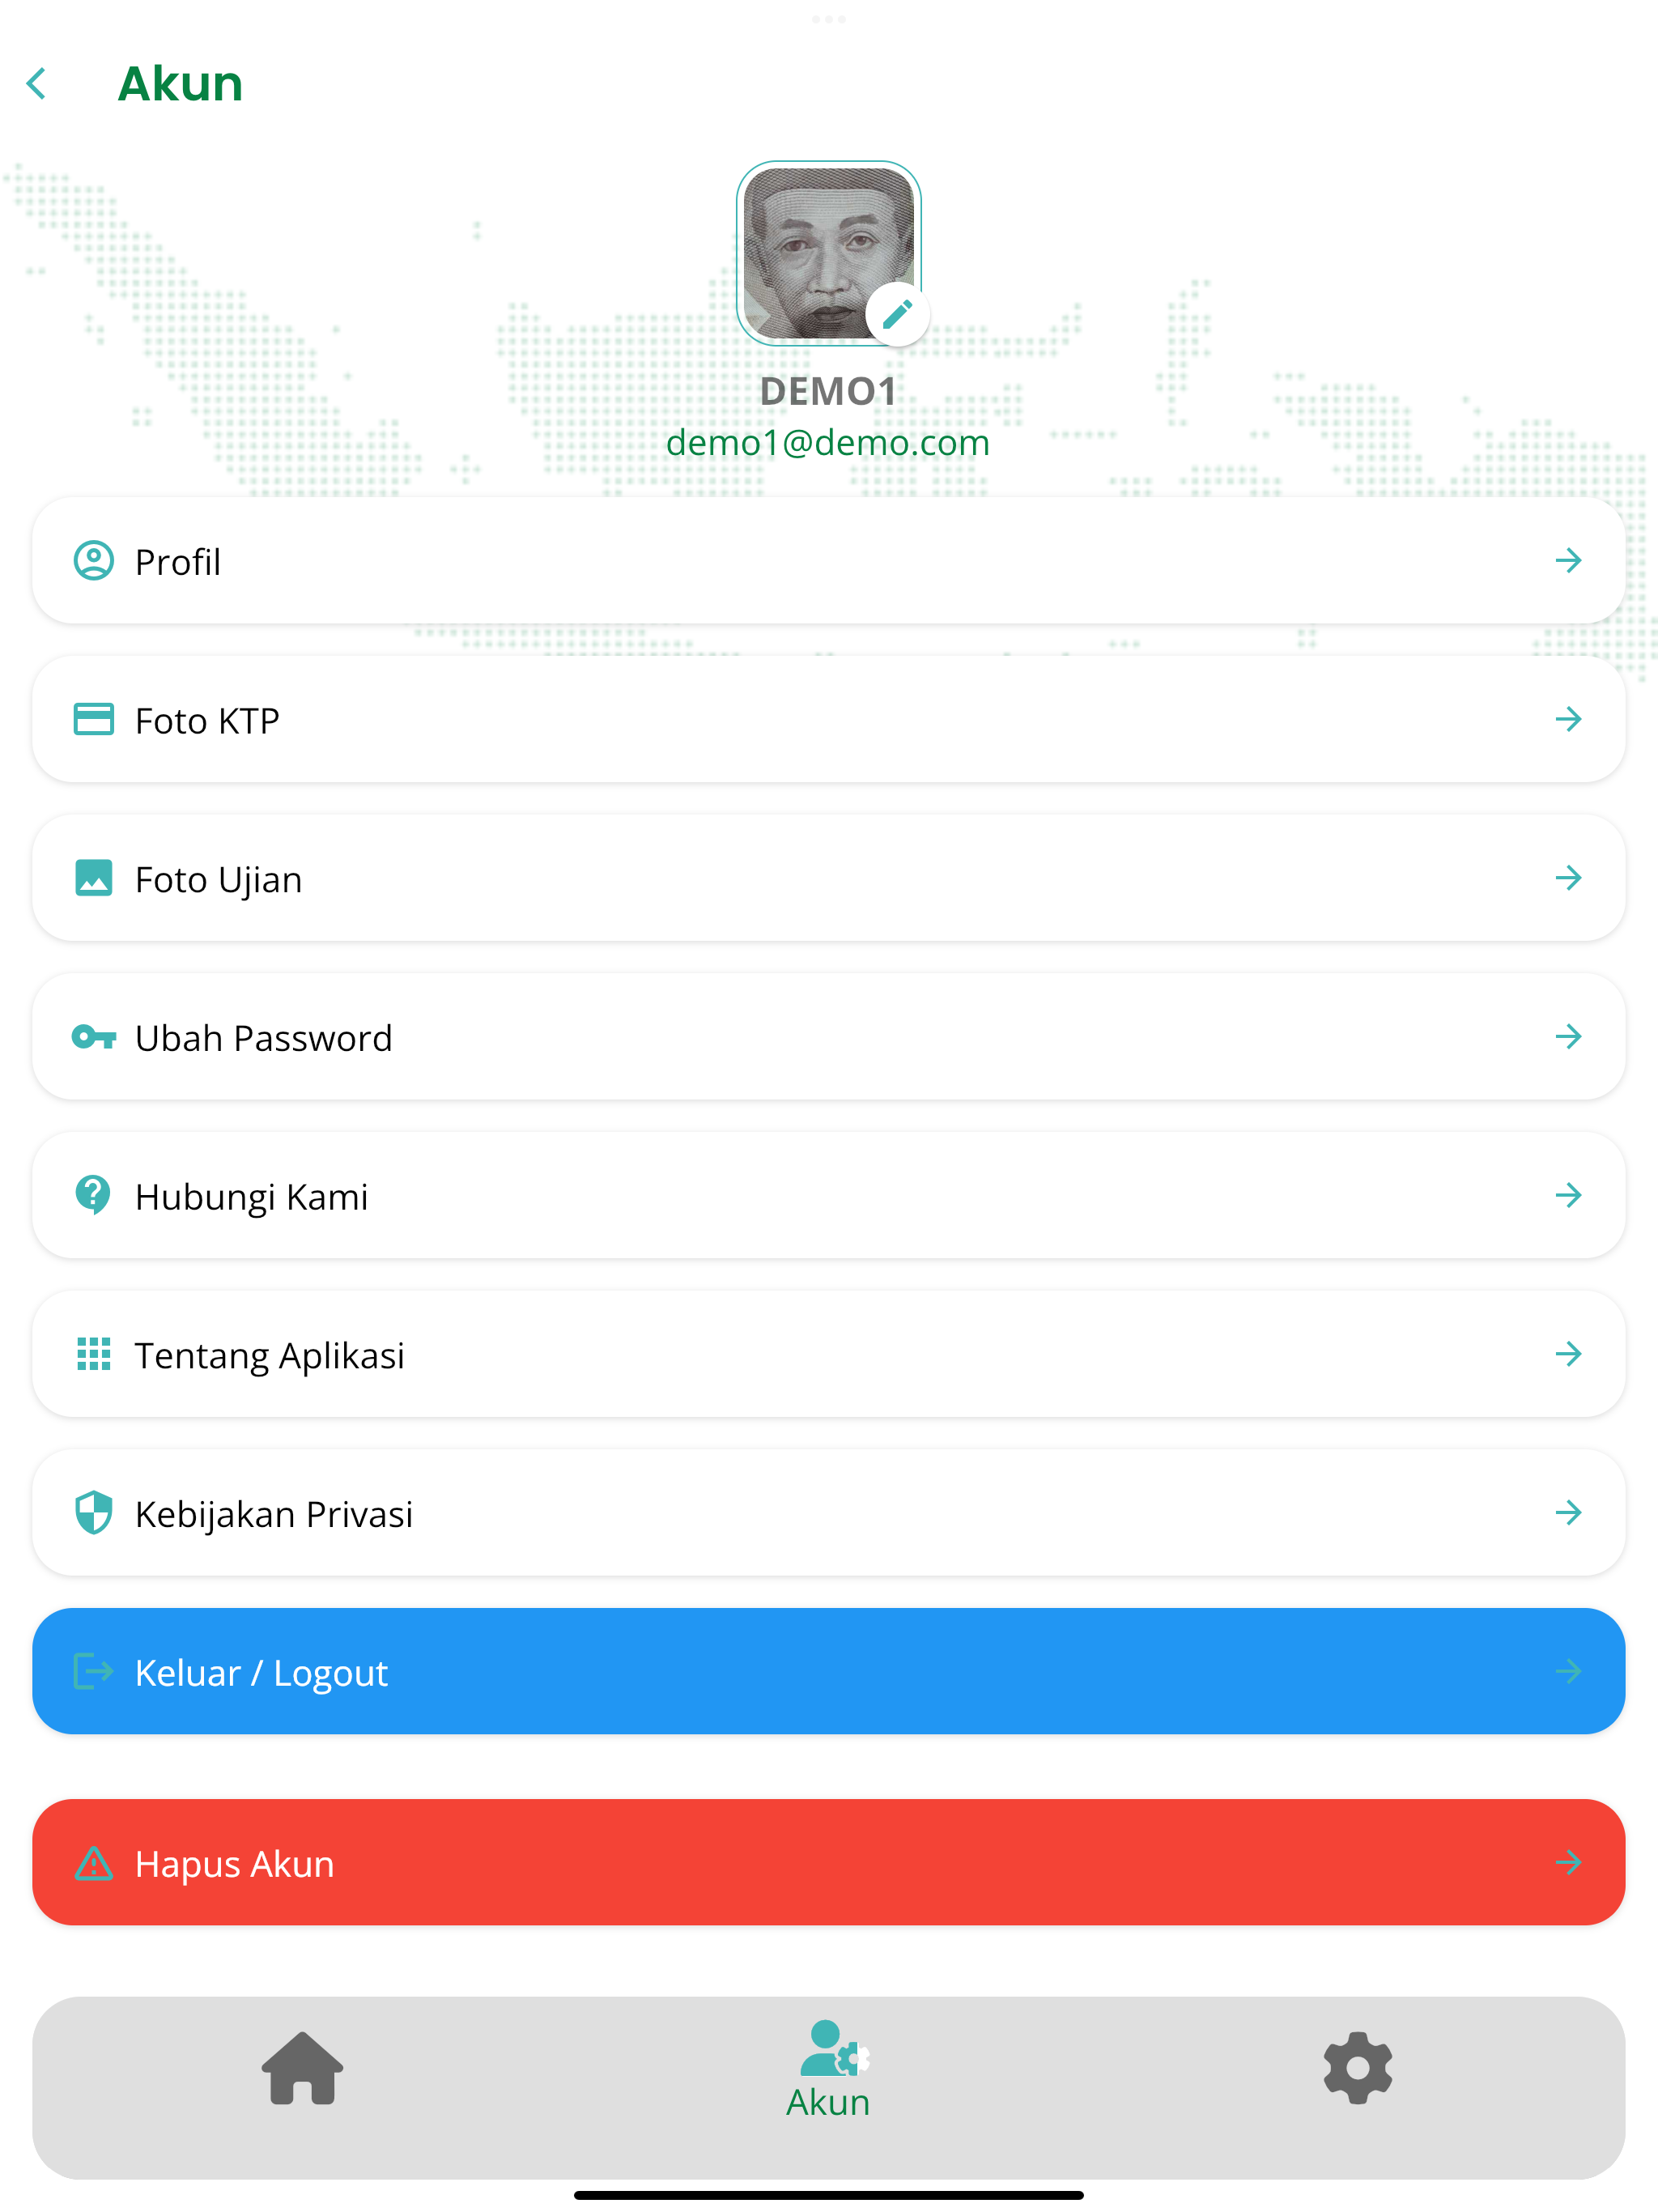 Akun
DEMO1
demo1@demo.com
Profil
Foto KTP
Foto Ujian
Ubah Password
Hubungi Kami
Tentang Aplikasi
Kebijakan Privasi
Keluar / Logout
Hapus Akun
Akun